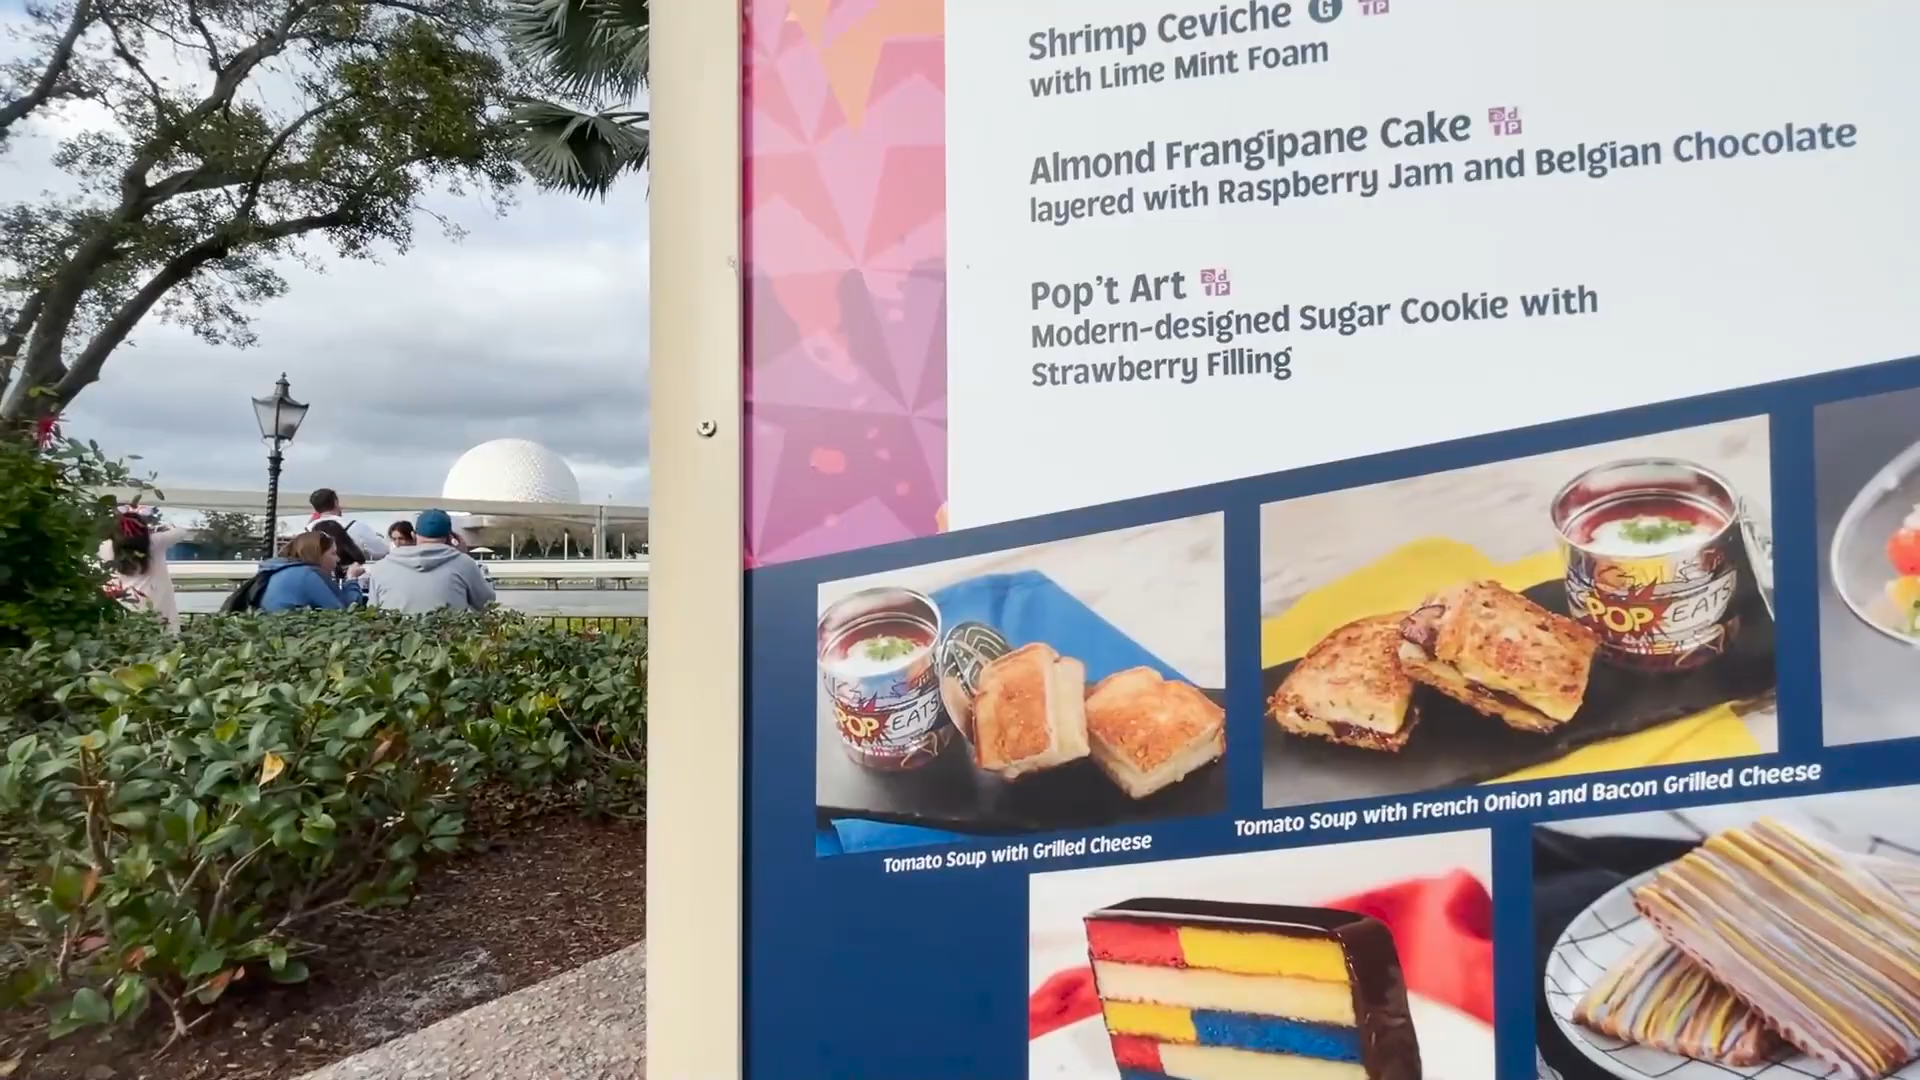 Shrimp Ceviche G
with Lime Mint Foam
Almond Frangipane Cake
layered with Raspberry Jam and Belgian Chocolate
Pop't Art
Modern-designed Sugar Cookie with
Strawberry Filling
POP EATS
POP EATS
Tomato Soup with Grilled Cheese
Tomato Soup with French Onion and Bacon Grilled Cheese